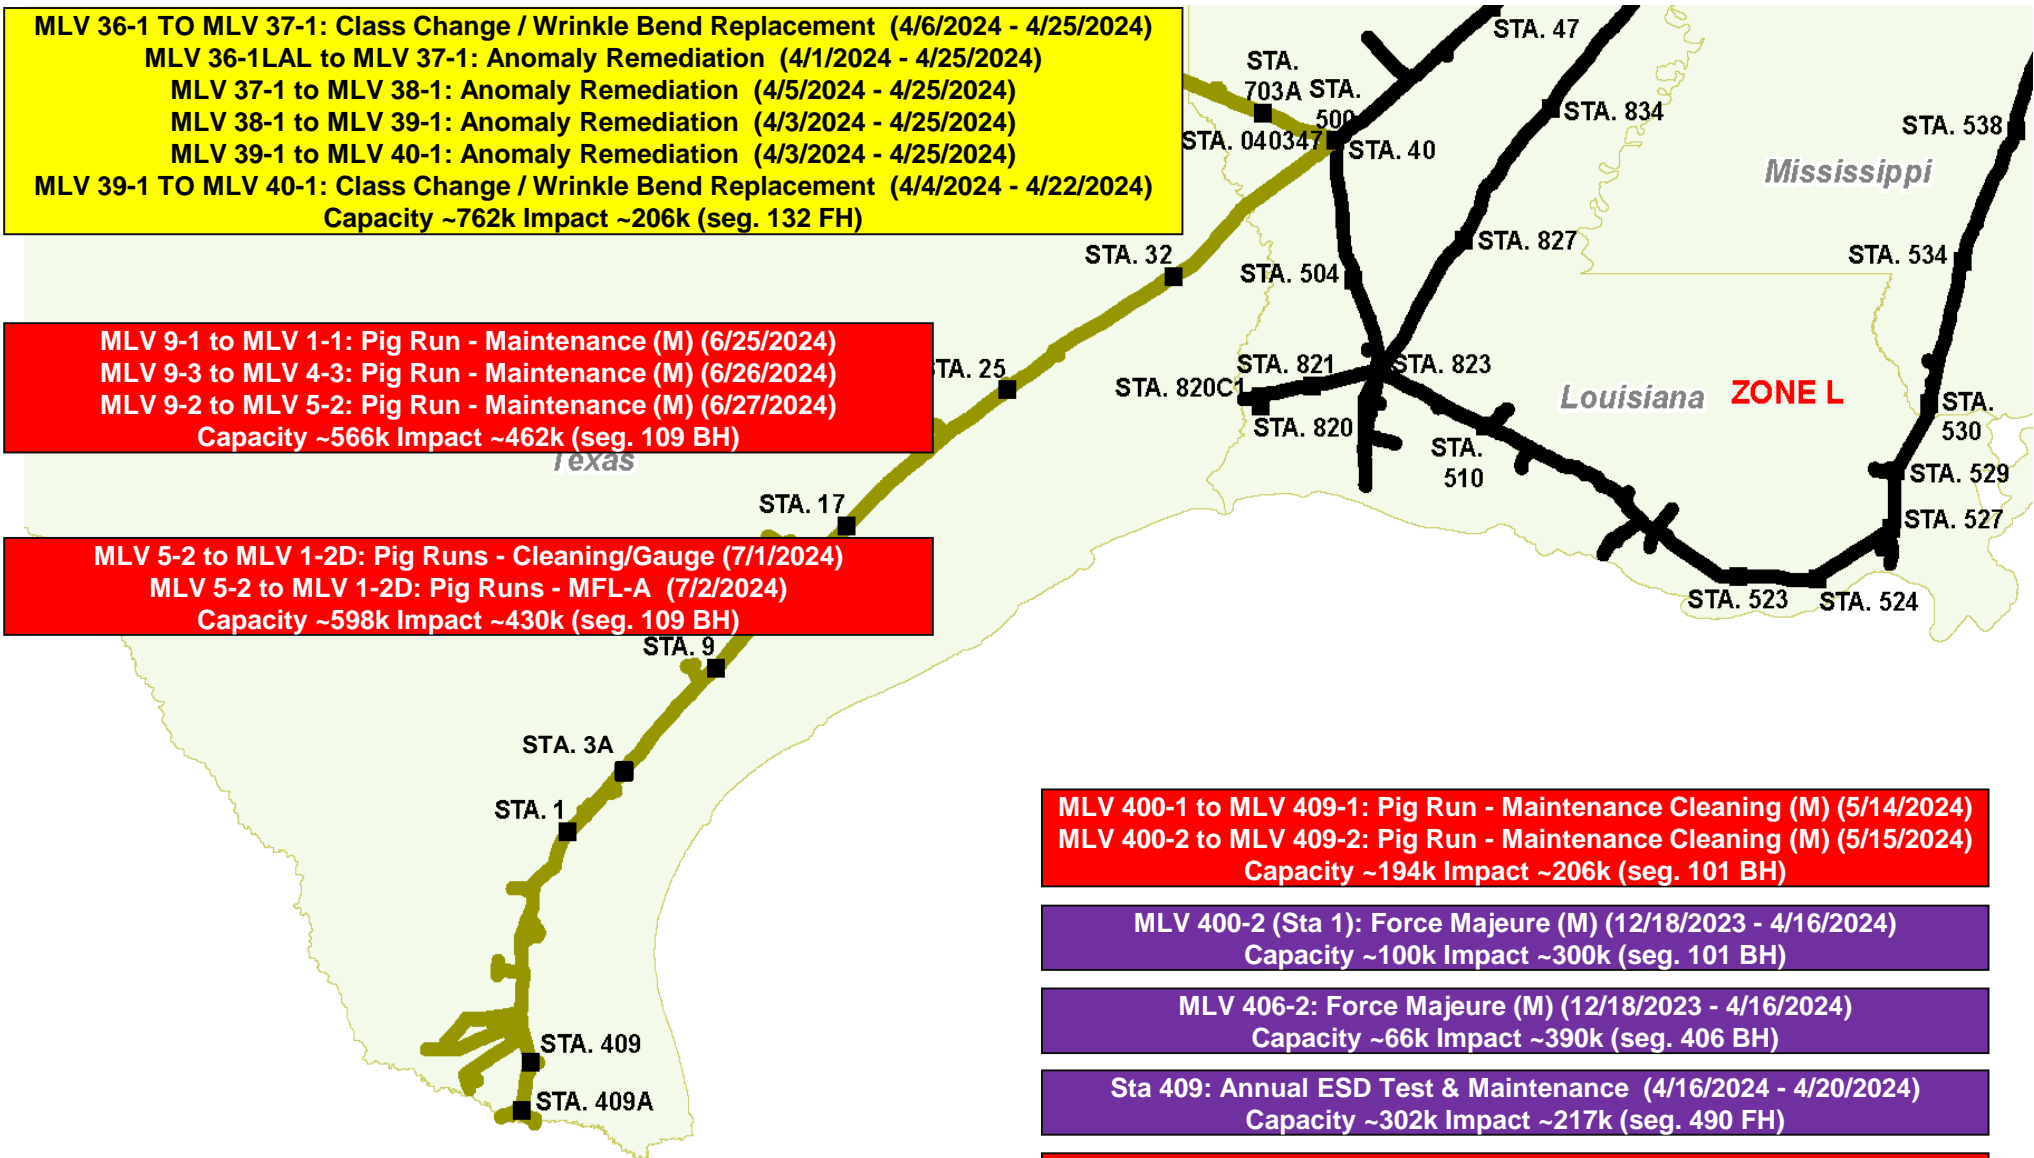 MLV 36-1 TO MLV 37-1: Class Change / Wrinkle Bend Replacement (4/6/2024 - 4/25/2024)
MLV 36-1LAL to MLV 37-1: Anomaly Remediation (4/1/2024 - 4/25/2024)
MLV 37-1 to MLV 38-1: Anomaly Remediation (4/5/2024 - 4/25/2024)
MLV 38-1 to MLV 39-1: Anomaly Remediation (4/3/2024 - 4/25/2024)
MLV 39-1 to MLV 40-1: Anomaly Remediation (4/3/2024 - 4/25/2024)
MLV 39-1 TO MLV 40-1: Class Change / Wrinkle Bend Replacement (4/4/2024 - 4/22/2024)
Capacity ~762k Impact ~206k (seg. 132 FH)
STA. 47
STA.
703A
STA.
500
STA. 040347
STA. 40
STA. 834
STA. 538
Mississippi
STA. 827
STA. 534
STA. 32
STA. 504
MLV 9-1 to MLV 1-1: Pig Run - Maintenance (M) (6/25/2024)
MLV 9-3 to MLV 4-3: Pig Run - Maintenance (M) (6/26/2024)
MLV 9-2 to MLV 5-2: Pig Run - Maintenance (M) (6/27/2024)
Capacity ~566k Impact ~462k (seg. 109 BH)
STA. 25
STA. 821
STA. 823
STA. 820C1
STA. 820
Louisiana
ZONE L
STA.
530
STA.
510
Texas
STA. 529
STA. 17
STA. 527
MLV 5-2 to MLV 1-2D: Pig Runs - Cleaning/Gauge (7/1/2024)
MLV 5-2 to MLV 1-2D: Pig Runs - MFL-A (7/2/2024)
Capacity ~598k Impact ~430k (seg. 109 BH)
STA. 523
STA. 524
STA. 9
STA. 3A
STA. 1
MLV 400-1 to MLV 409-1: Pig Run - Maintenance Cleaning (M) (5/14/2024)
MLV 400-2 to MLV 409-2: Pig Run - Maintenance Cleaning (M) (5/15/2024)
Capacity ~194k Impact ~206k (seg. 101 BH)
MLV 400-2 (Sta 1): Force Majeure (M) (12/18/2023 - 4/16/2024)
Capacity ~100k Impact ~300k (seg. 101 BH)
MLV 406-2: Force Majeure (M) (12/18/2023 - 4/16/2024)
Capacity ~66k Impact ~390k (seg. 406 BH)
STA. 409
Sta 409: Annual ESD Test & Maintenance (4/16/2024 - 4/20/2024)
Capacity ~302k Impact ~217k (seg. 490 FH)
STA. 409A